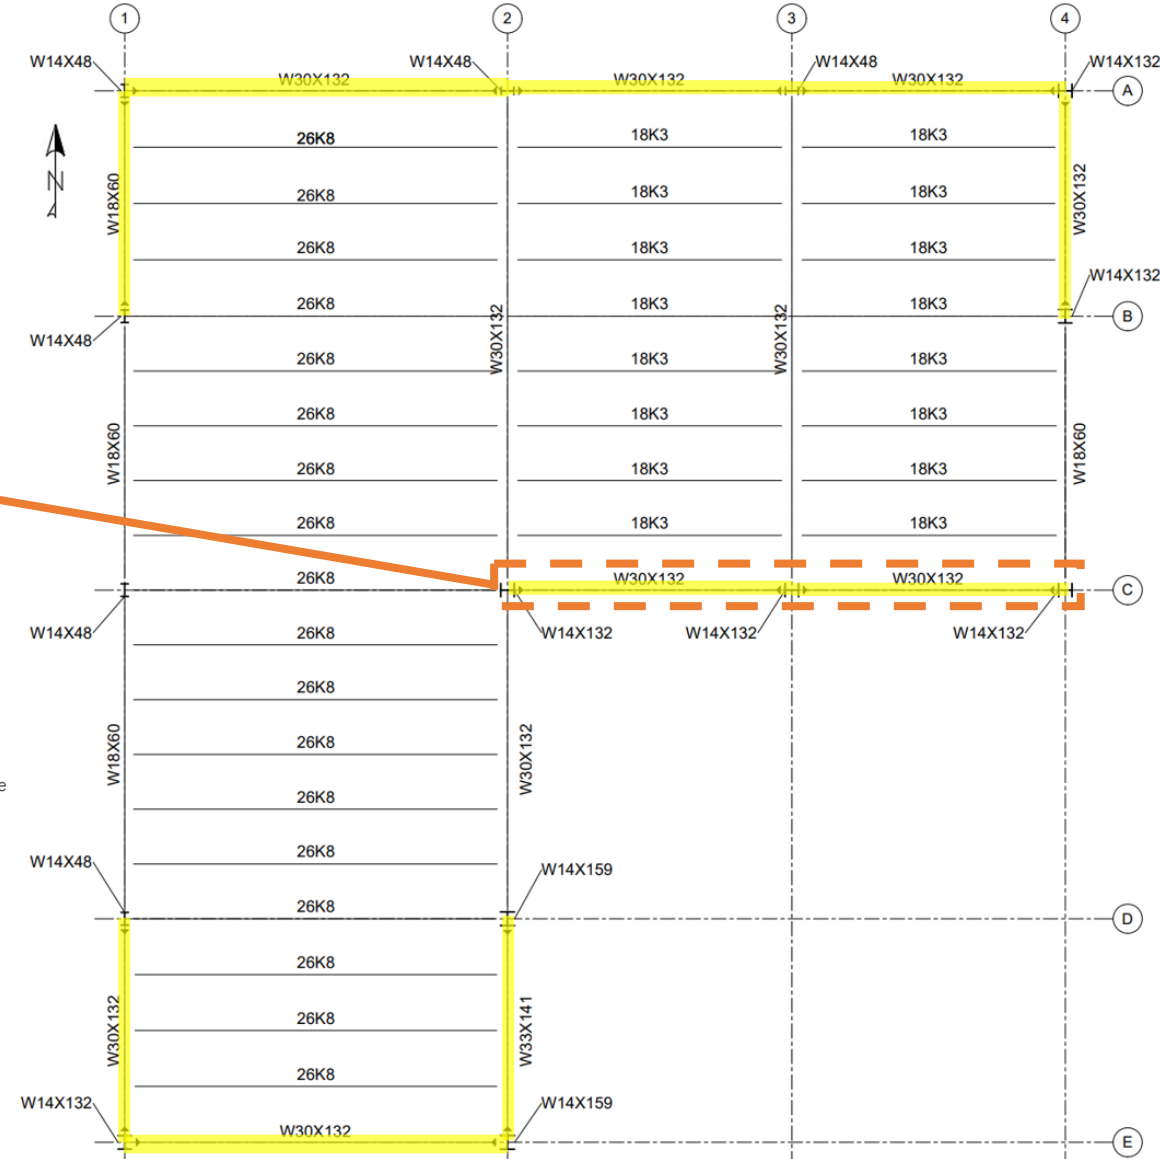 1 2 3 4
W14X48 W14X48 W14X48 W14X132
W30X132 W30X132 W30X132
A
26K8 18K3 18K3
N
W18X60 W30X132
26K8 18K3 18K3
26K8 18K3 18K3
W14X132
26K8 18K3 18K3
B
W14X48 W30X132 W30X132
26K8 18K3 18K3
26K8 18K3 18K3
W18X60 W18X60
26K8 18K3 18K3
26K8 18K3 18K3
26K8 W30X132 W30X132
C
W14X48 26K8 W14X132 W14X132 W14X132
26K8
W18X60 26K8 W30X132
e
26K8
W14X48 26K8 W14X159
26K8
D
26K8
W30X132 26K8 W33X141
26K8
W14X132 W14X159
W30X132
E